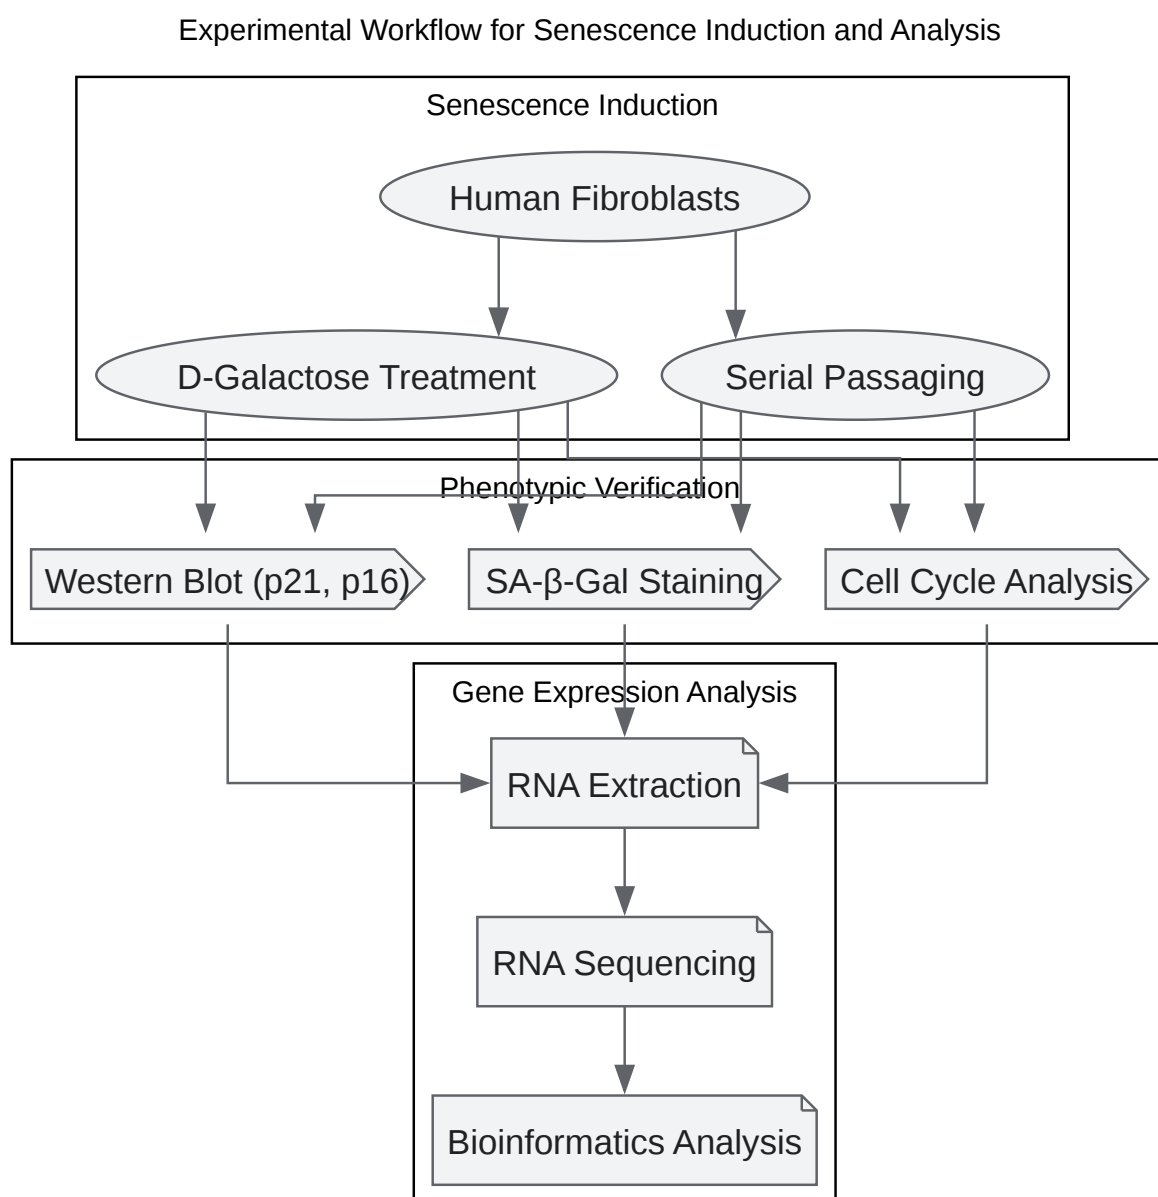 Experimental Workflow for Senescence Induction and Analysis
Senescence Induction
Human Fibroblasts
D-Galactose Treatment
Serial Passaging
Phenotypic Verification
Western Blot (p21, p16)
SA-β-Gal Staining
Cell Cycle Analysis
Gene Expression Analysis
RNA Extraction
RNA Sequencing
Bioinformatics Analysis